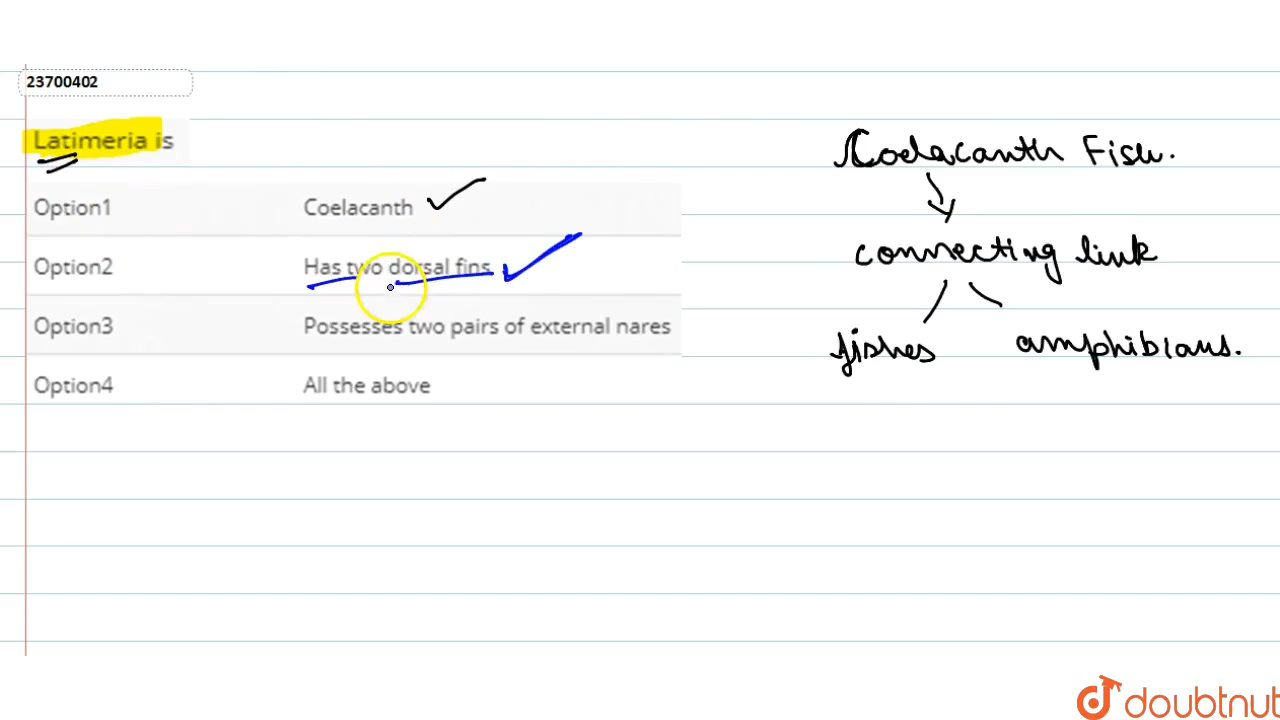 23700402
Latimeria is
Option1 Coelacanth
Option2 Has two dorsal fins
Option3 Possesses two pairs of external nares
Option4 All the above
Coelacanth Fish.
connecting link
fishes amphibians.
doubtnut